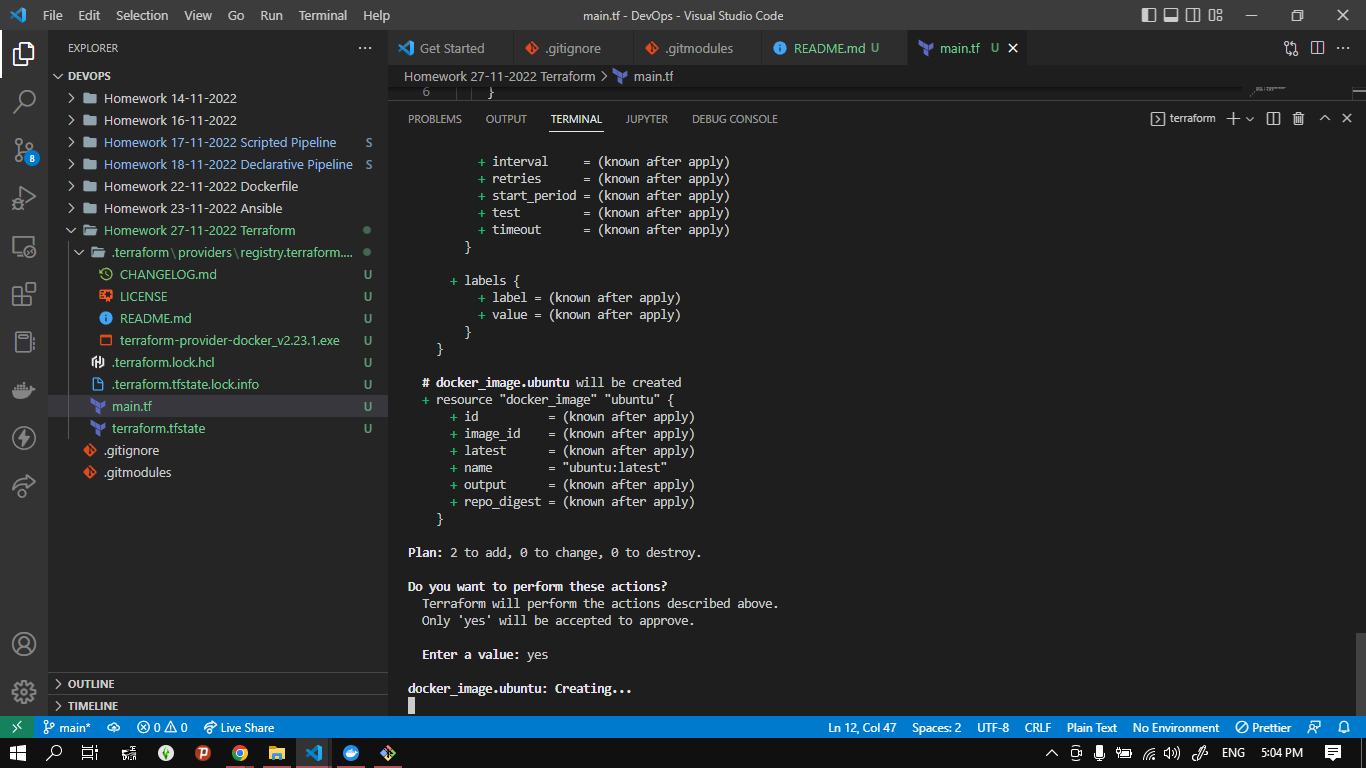 File Edit Selection View Go Run Terminal Help main.tf - DevOps - Visual Studio Code
EXPLORER
DEVOPS
Homework 14-11-2022
Homework 16-11-2022
Homework 17-11-2022 Scripted Pipeline S
Homework 18-11-2022 Declarative Pipeline S
Homework 22-11-2022 Dockerfile
Homework 23-11-2022 Ansible
Homework 27-11-2022 Terraform
.terraform\providers\registry.terraform....
CHANGELOG.md U
LICENSE U
README.md U
terraform-provider-docker_v2.23.1.exe U
.terraform.lock.hcl U
.terraform.tfstate.lock.info U
main.tf U
terraform.tfstate U
.gitignore
.gitmodules
OUTLINE
TIMELINE
8
Get Started .gitignore .gitmodules README.md U main.tf U
Homework 27-11-2022 Terraform > main.tf
6 }
PROBLEMS OUTPUT TERMINAL JUPYTER DEBUG CONSOLE terraform
+ interval     = (known after apply)
+ retries      = (known after apply)
+ start_period = (known after apply)
+ test         = (known after apply)
+ timeout      = (known after apply)
}
+ labels {
+ label = (known after apply)
+ value = (known after apply)
}
}
# docker_image.ubuntu will be created
+ resource "docker_image" "ubuntu" {
+ id          = (known after apply)
+ image_id    = (known after apply)
+ latest      = (known after apply)
+ name        = "ubuntu:latest"
+ output      = (known after apply)
+ repo_digest = (known after apply)
}
Plan: 2 to add, 0 to change, 0 to destroy.
Do you want to perform these actions?
Terraform will perform the actions described above.
Only 'yes' will be accepted to approve.
Enter a value: yes
docker_image.ubuntu: Creating...
main* 0 0 Live Share Ln 12, Col 47 Spaces: 2 UTF-8 CRLF Plain Text No Environment Prettier
ENG 5:04 PM